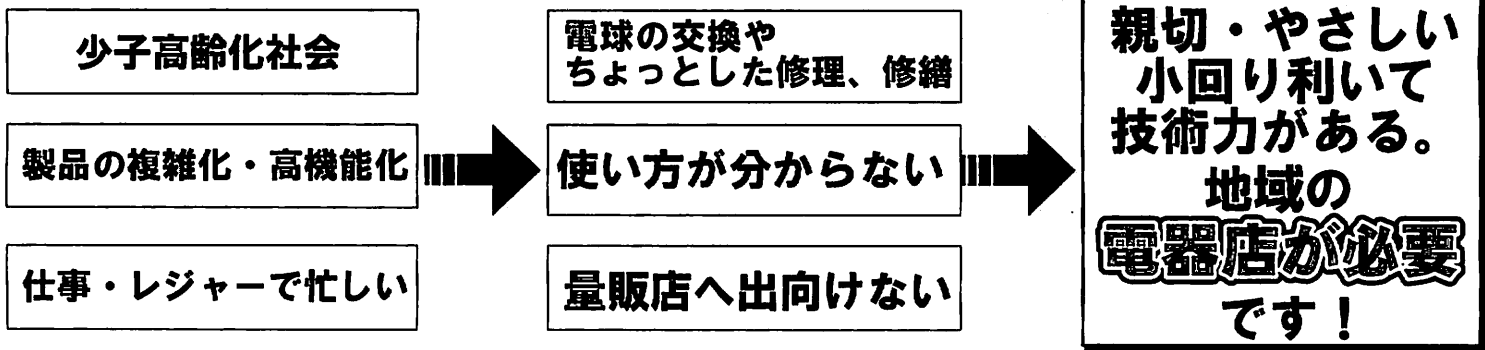 少子高齢化社会
製品の複雑化・高機能化
仕事・レジャーで忙しい
電球の交換や
ちょっとした修理、修繕
使い方が分からない
量販店へ出向けない
親切・やさしい
小回り利いて
技術力がある。
地域の
電器店が必要
です！